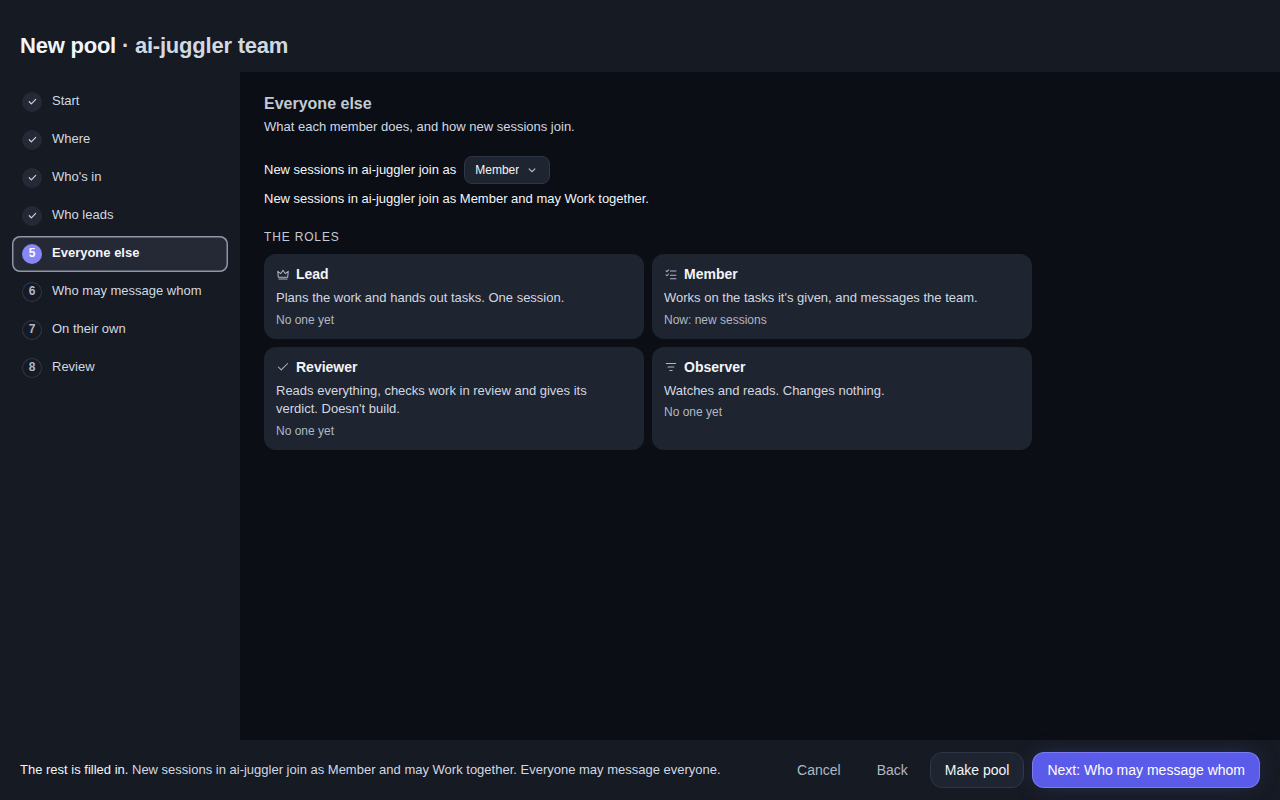 New pool · ai-juggler team
Start
Where
Who's in
Who leads
5 Everyone else
6 Who may message whom
7 On their own
8 Review
Everyone else
What each member does, and how new sessions join.
New sessions in ai-juggler join as Member
New sessions in ai-juggler join as Member and may Work together.
THE ROLES
Lead
Plans the work and hands out tasks. One session.
No one yet
Member
Works on the tasks it's given, and messages the team.
Now: new sessions
Reviewer
Reads everything, checks work in review and gives its
verdict. Doesn't build.
No one yet
Observer
Watches and reads. Changes nothing.
No one yet
The rest is filled in. New sessions in ai-juggler join as Member and may Work together. Everyone may message everyone.
Cancel
Back
Make pool
Next: Who may message whom